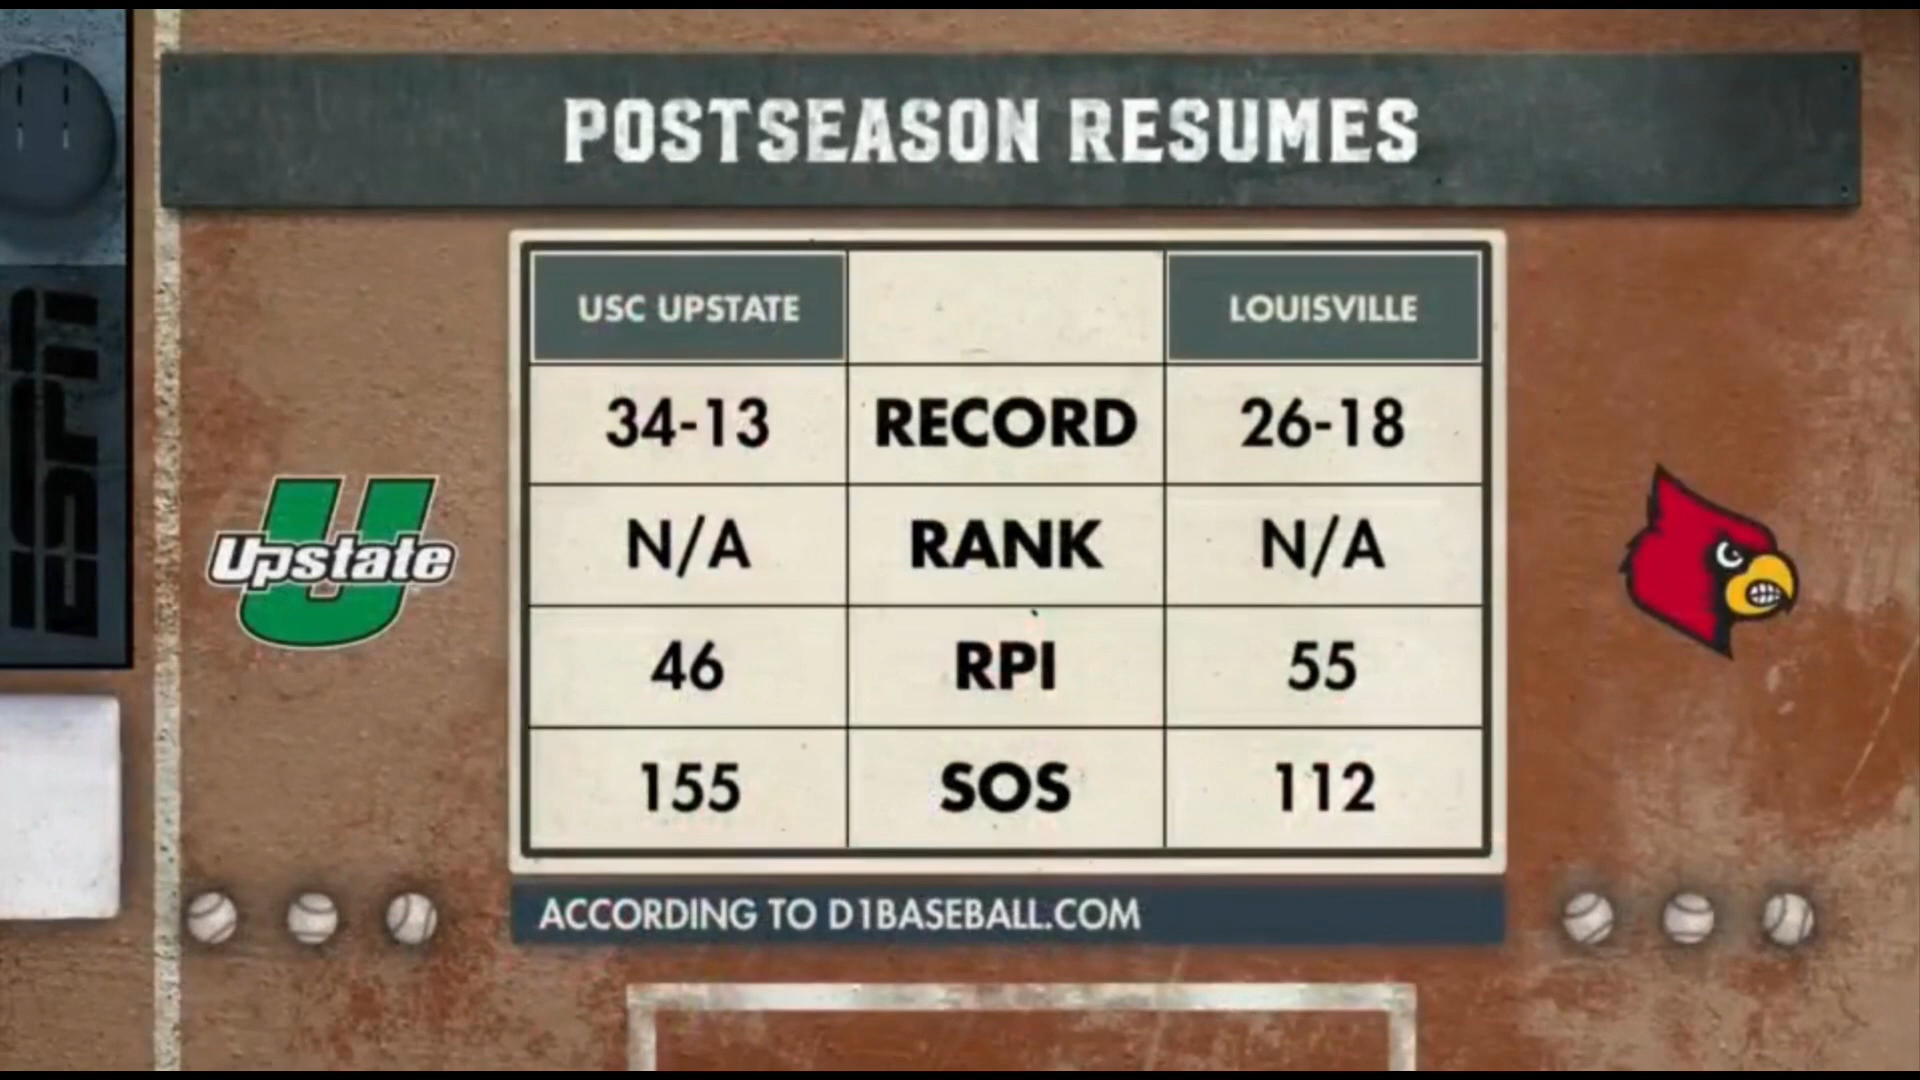 POSTSEASON RESUMES
USC UPSTATE LOUISVILLE
34-13 RECORD 26-18
N/A RANK N/A
46 RPI 55
155 SOS 112
ACCORDING TO D1BASEBALL.COM
Upstate
ESPN